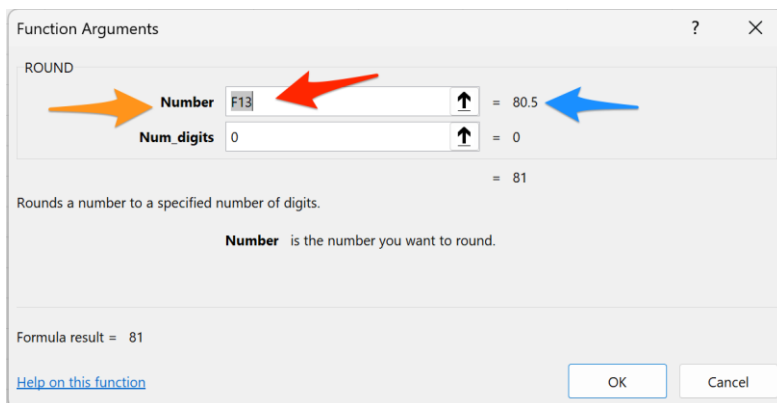 Function Arguments ?
ROUND
Number F13 = 80.5
Num_digits 0 = 0
= 81
Rounds a number to a specified number of digits.
Number is the number you want to round.
Formula result = 81
Help on this function OK Cancel